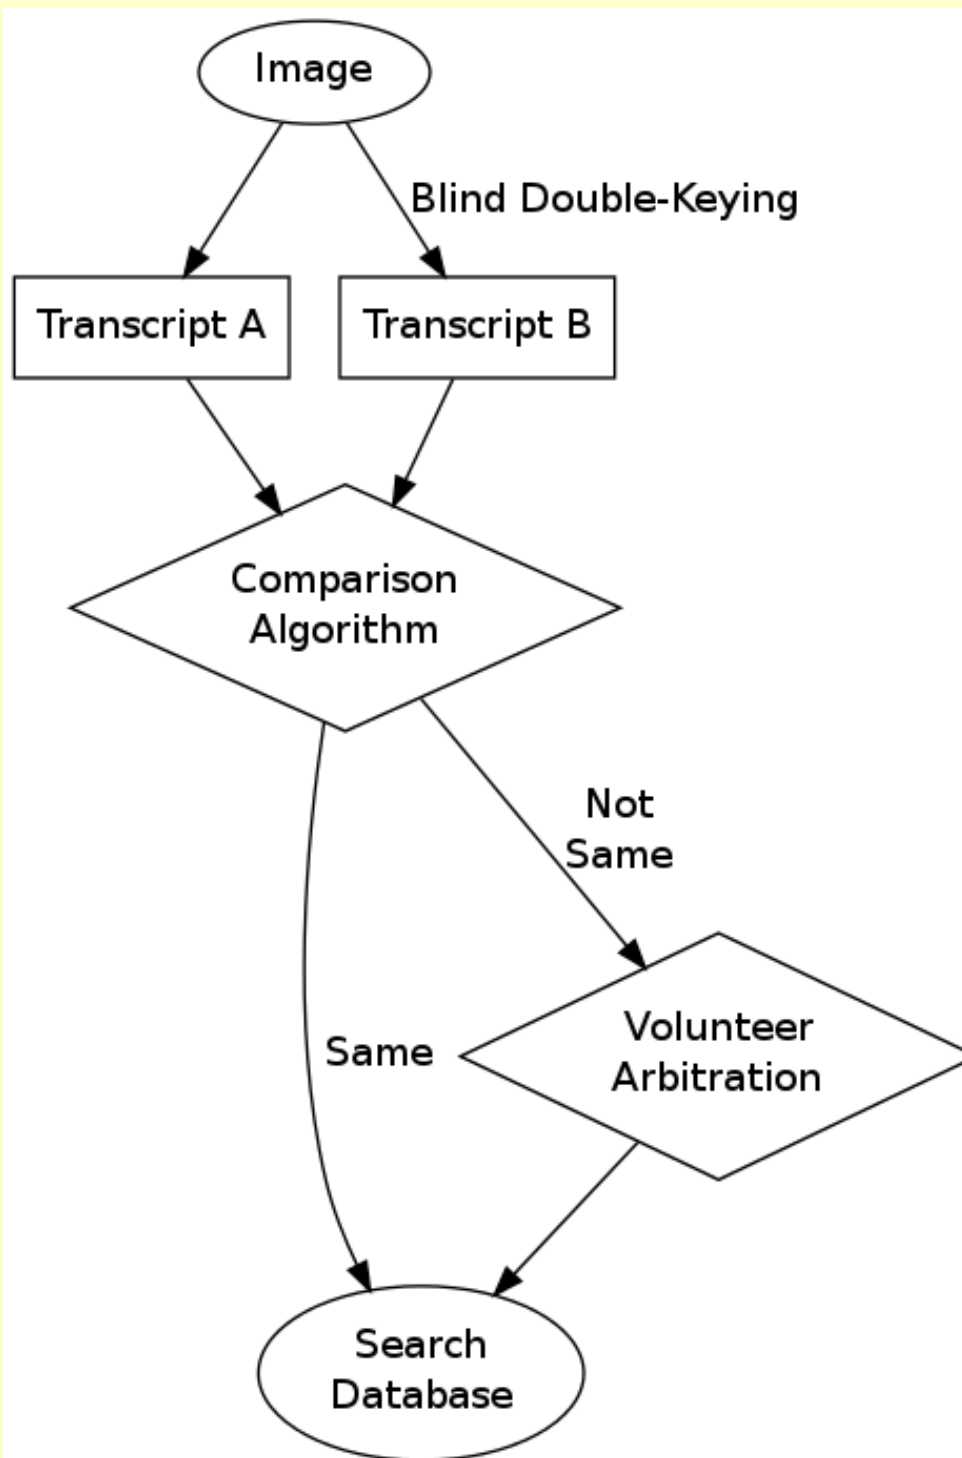 Image
Blind Double-Keying
Transcript A
Transcript B
Comparison
Algorithm
Not
Same
Volunteer
Arbitration
Same
Search
Database